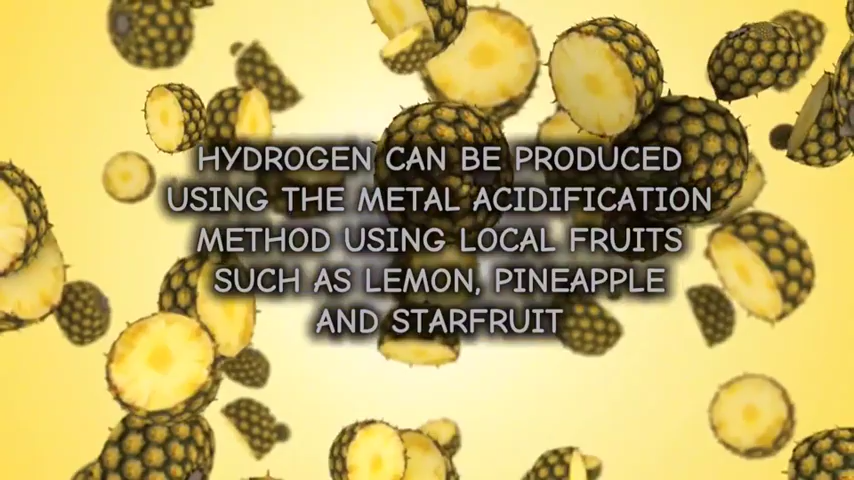 HYDROGEN CAN BE PRODUCED
USING THE METAL ACIDIFICATION
METHOD USING LOCAL FRUITS
SUCH AS LEMON, PINEAPPLE
AND STARFRUIT